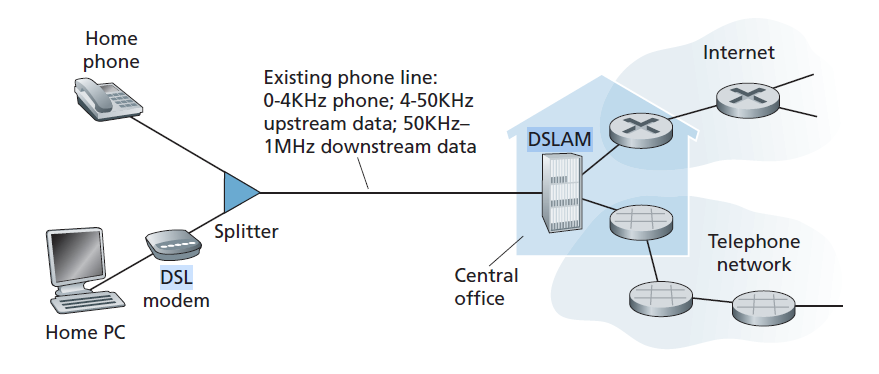 Home
phone
Existing phone line:
0-4KHz phone; 4-50KHz
upstream data; 50KHz–
1MHz downstream data
Internet
DSLAM
Splitter
DSL
modem
Home PC
Central
office
Telephone
network